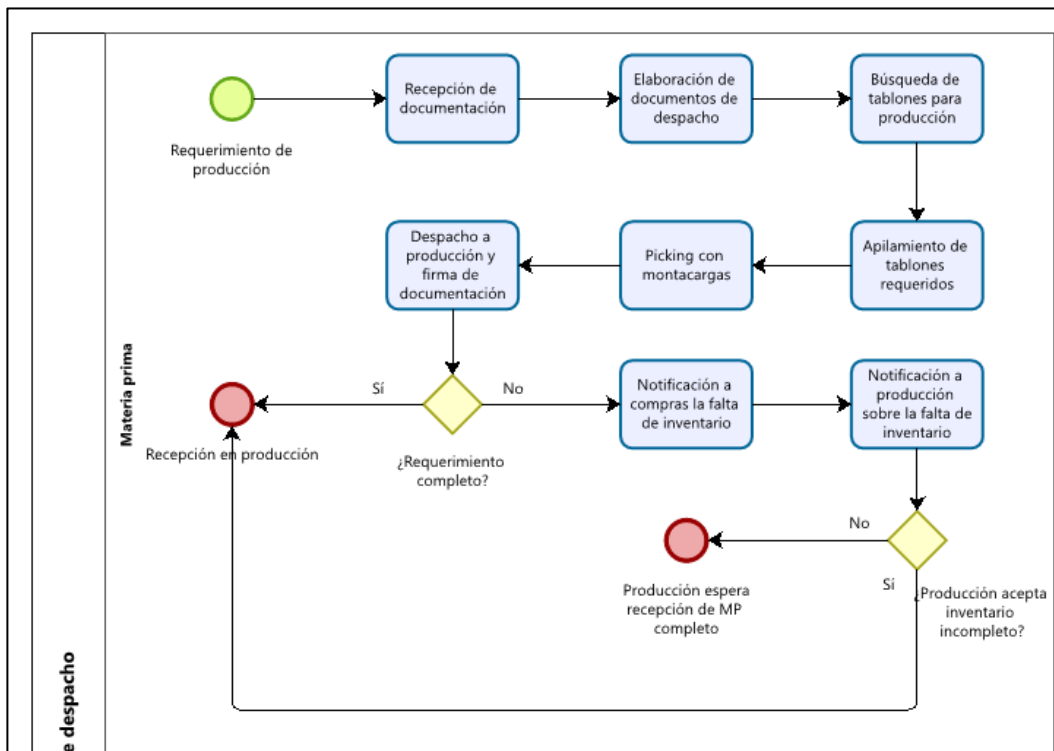 Recepción de
documentación
Elaboración de
documentos de
despacho
Búsqueda de
tablones para
producción
Requerimiento de
producción
Despacho a
producción y
firma de
documentación
Picking con
montacargas
Apilamiento de
tablones
requeridos
Materia prima
Sí
No
Notificación a
compras la falta
de inventario
Notificación a
producción
sobre la falta de
inventario
Recepción en producción
¿Requerimiento
completo?
No
Sí
Producción espera
recepción de MP
completo
¿Producción acepta
inventario
incompleto?
e despacho